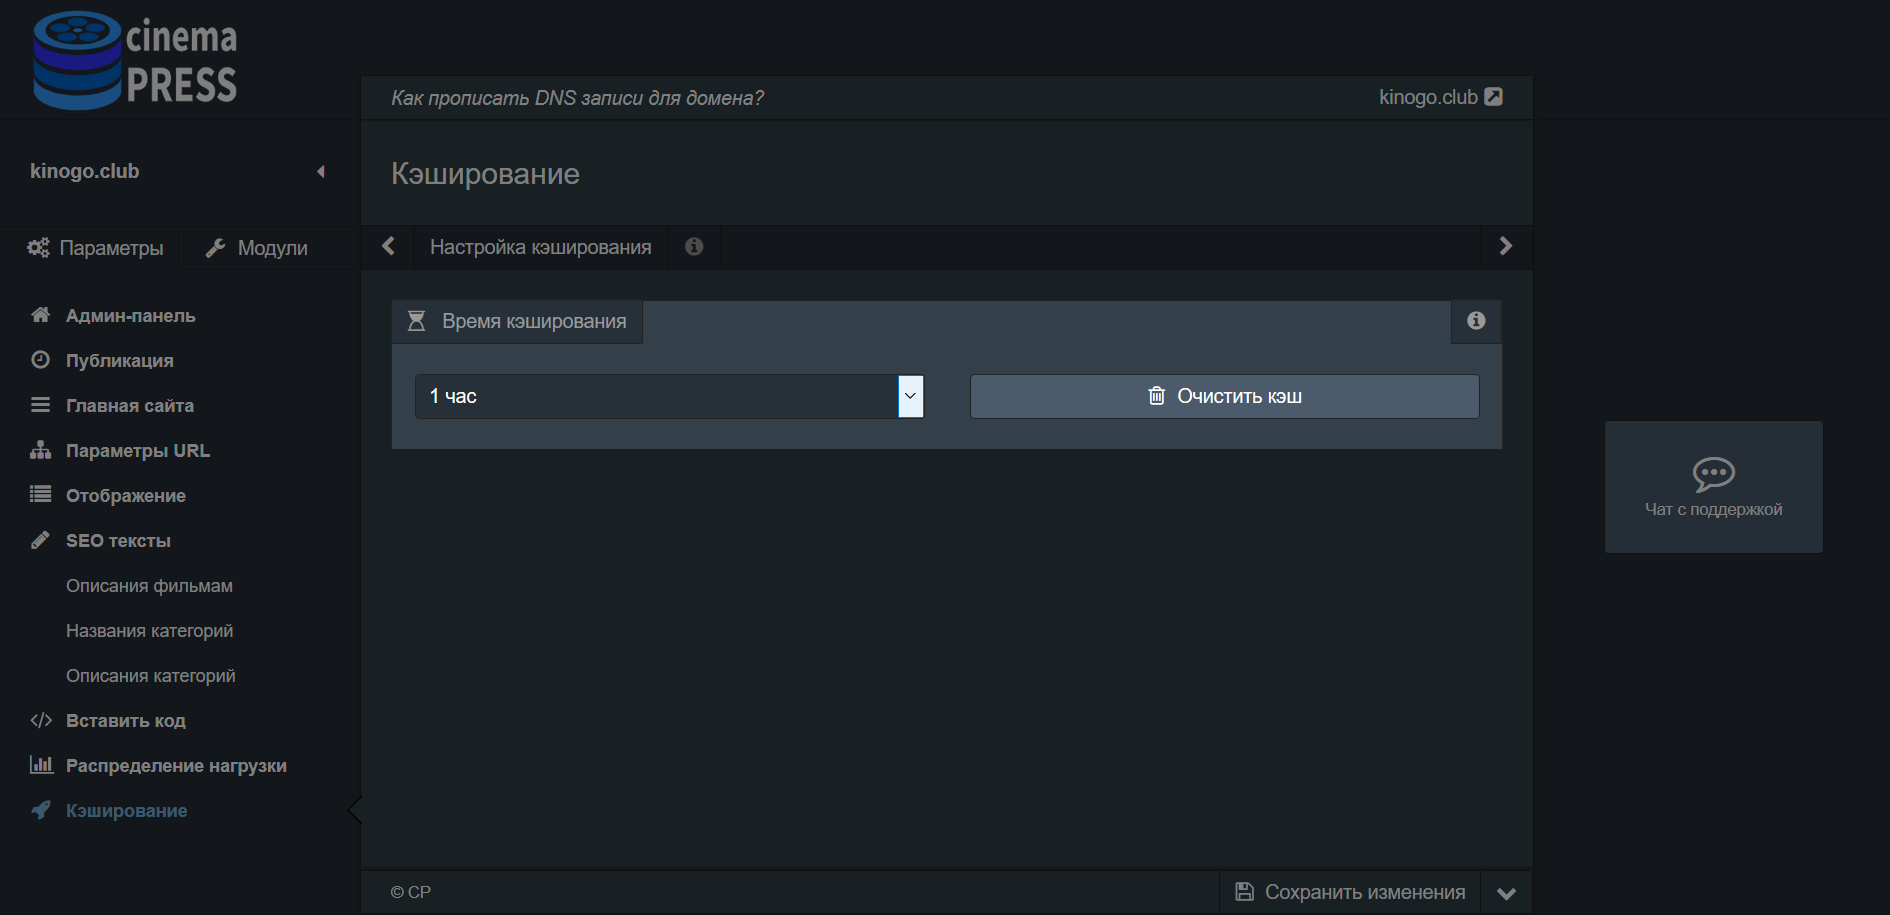 cinema
PRESS
Как прописать DNS записи для домена?
kinogo.club
kinogo.club
Кэширование
Параметры
Модули
Настройка кэширования
Админ-панель
Публикация
Главная сайта
Параметры URL
Отображение
SEO тексты
Описания фильмам
Названия категорий
Описания категорий
Вставить код
Распределение нагрузки
Кэширование
Время кэширования
1 час
Очистить кэш
Чат с поддержкой
© CP
Сохранить изменения